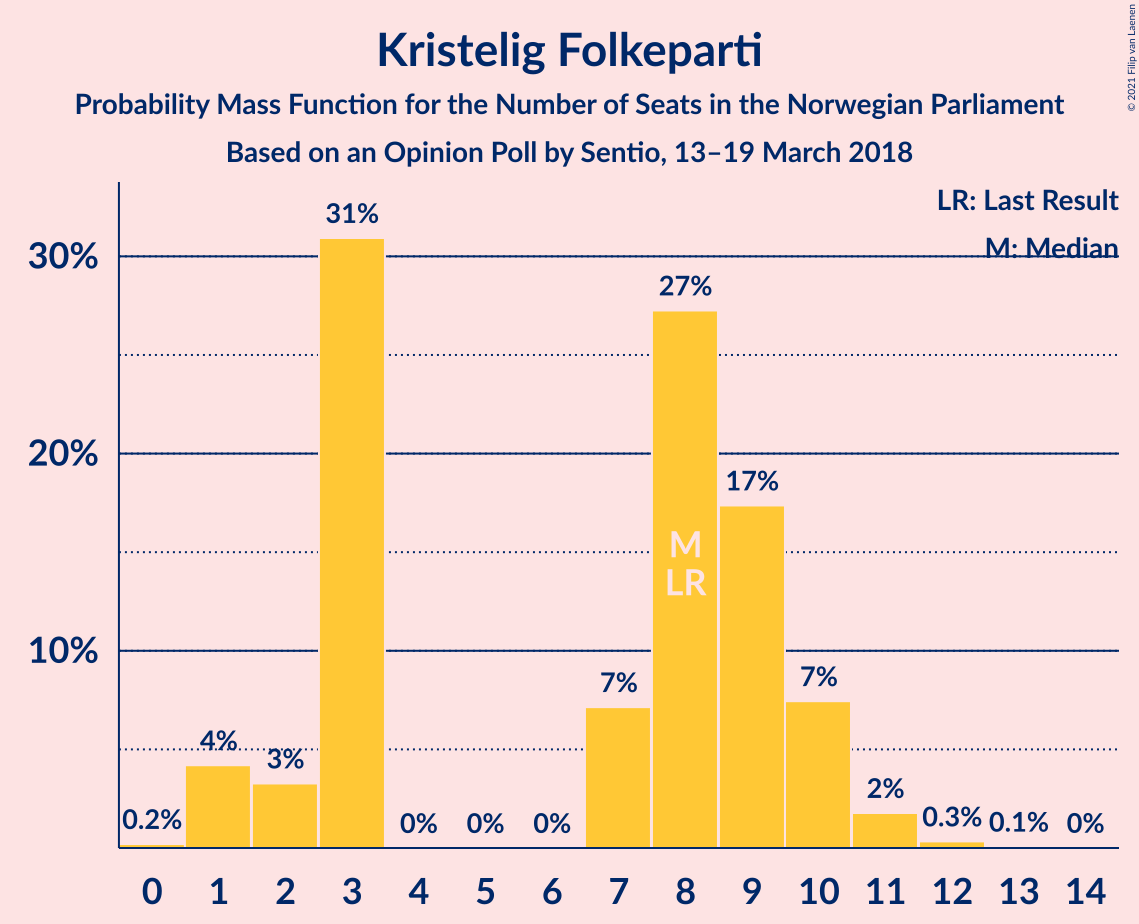 Kristelig Folkeparti
Probability Mass Function for the Number of Seats in the Norwegian Parliament
Based on an Opinion Poll by Sentio, 13–19 March 2018
© 2021 Filip van Laenen
LR: Last Result
M: Median
30%
20%
10%
0.2%
4%
3%
31%
0%
0%
0%
7%
27%
17%
7%
2%
0.3%
0.1%
0%
M
LR
0 1 2 3 4 5 6 7 8 9 10 11 12 13 14